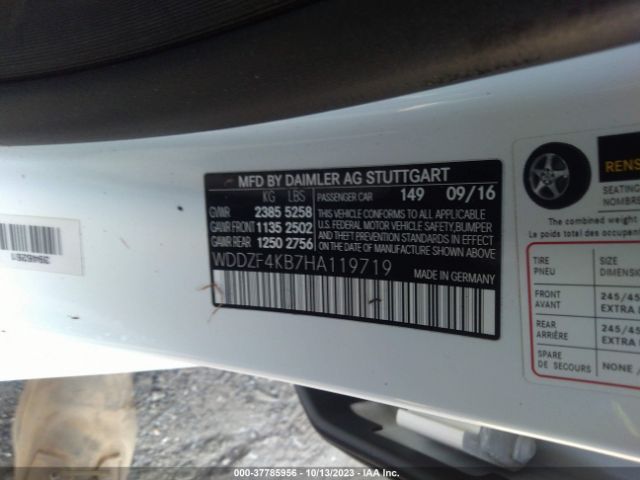 MFD BY DAIMLER AG STUTTGART
KG LBS PASSENGER CAR 149 09/16
GVWR 2385 5258
GAWR FRONT 1135 2502
GAWR REAR 1250 2756
THIS VEHICLE CONFORMS TO ALL APPLICABLE
U.S. FEDERAL MOTOR VEHICLE SAFETY, BUMPER
AND THEFT PREVENTION STANDARDS IN EFFECT
ON THE DATE OF MANUFACTURE SHOWN ABOVE.
WDDZF4KB7HA119719
MADE IN GERMANY
RENS
SEATING
NOMBRE
The combined weight
Le poids total des
TIRE SIZE
PNEU DIMENSI
FRONT 245/45
AVANT EXTRA
REAR 245/45
ARRIÈRE EXTRA
SPARE NONE /
DE SECOURS
000-37785956 - 10/13/2023 - IAA Inc.